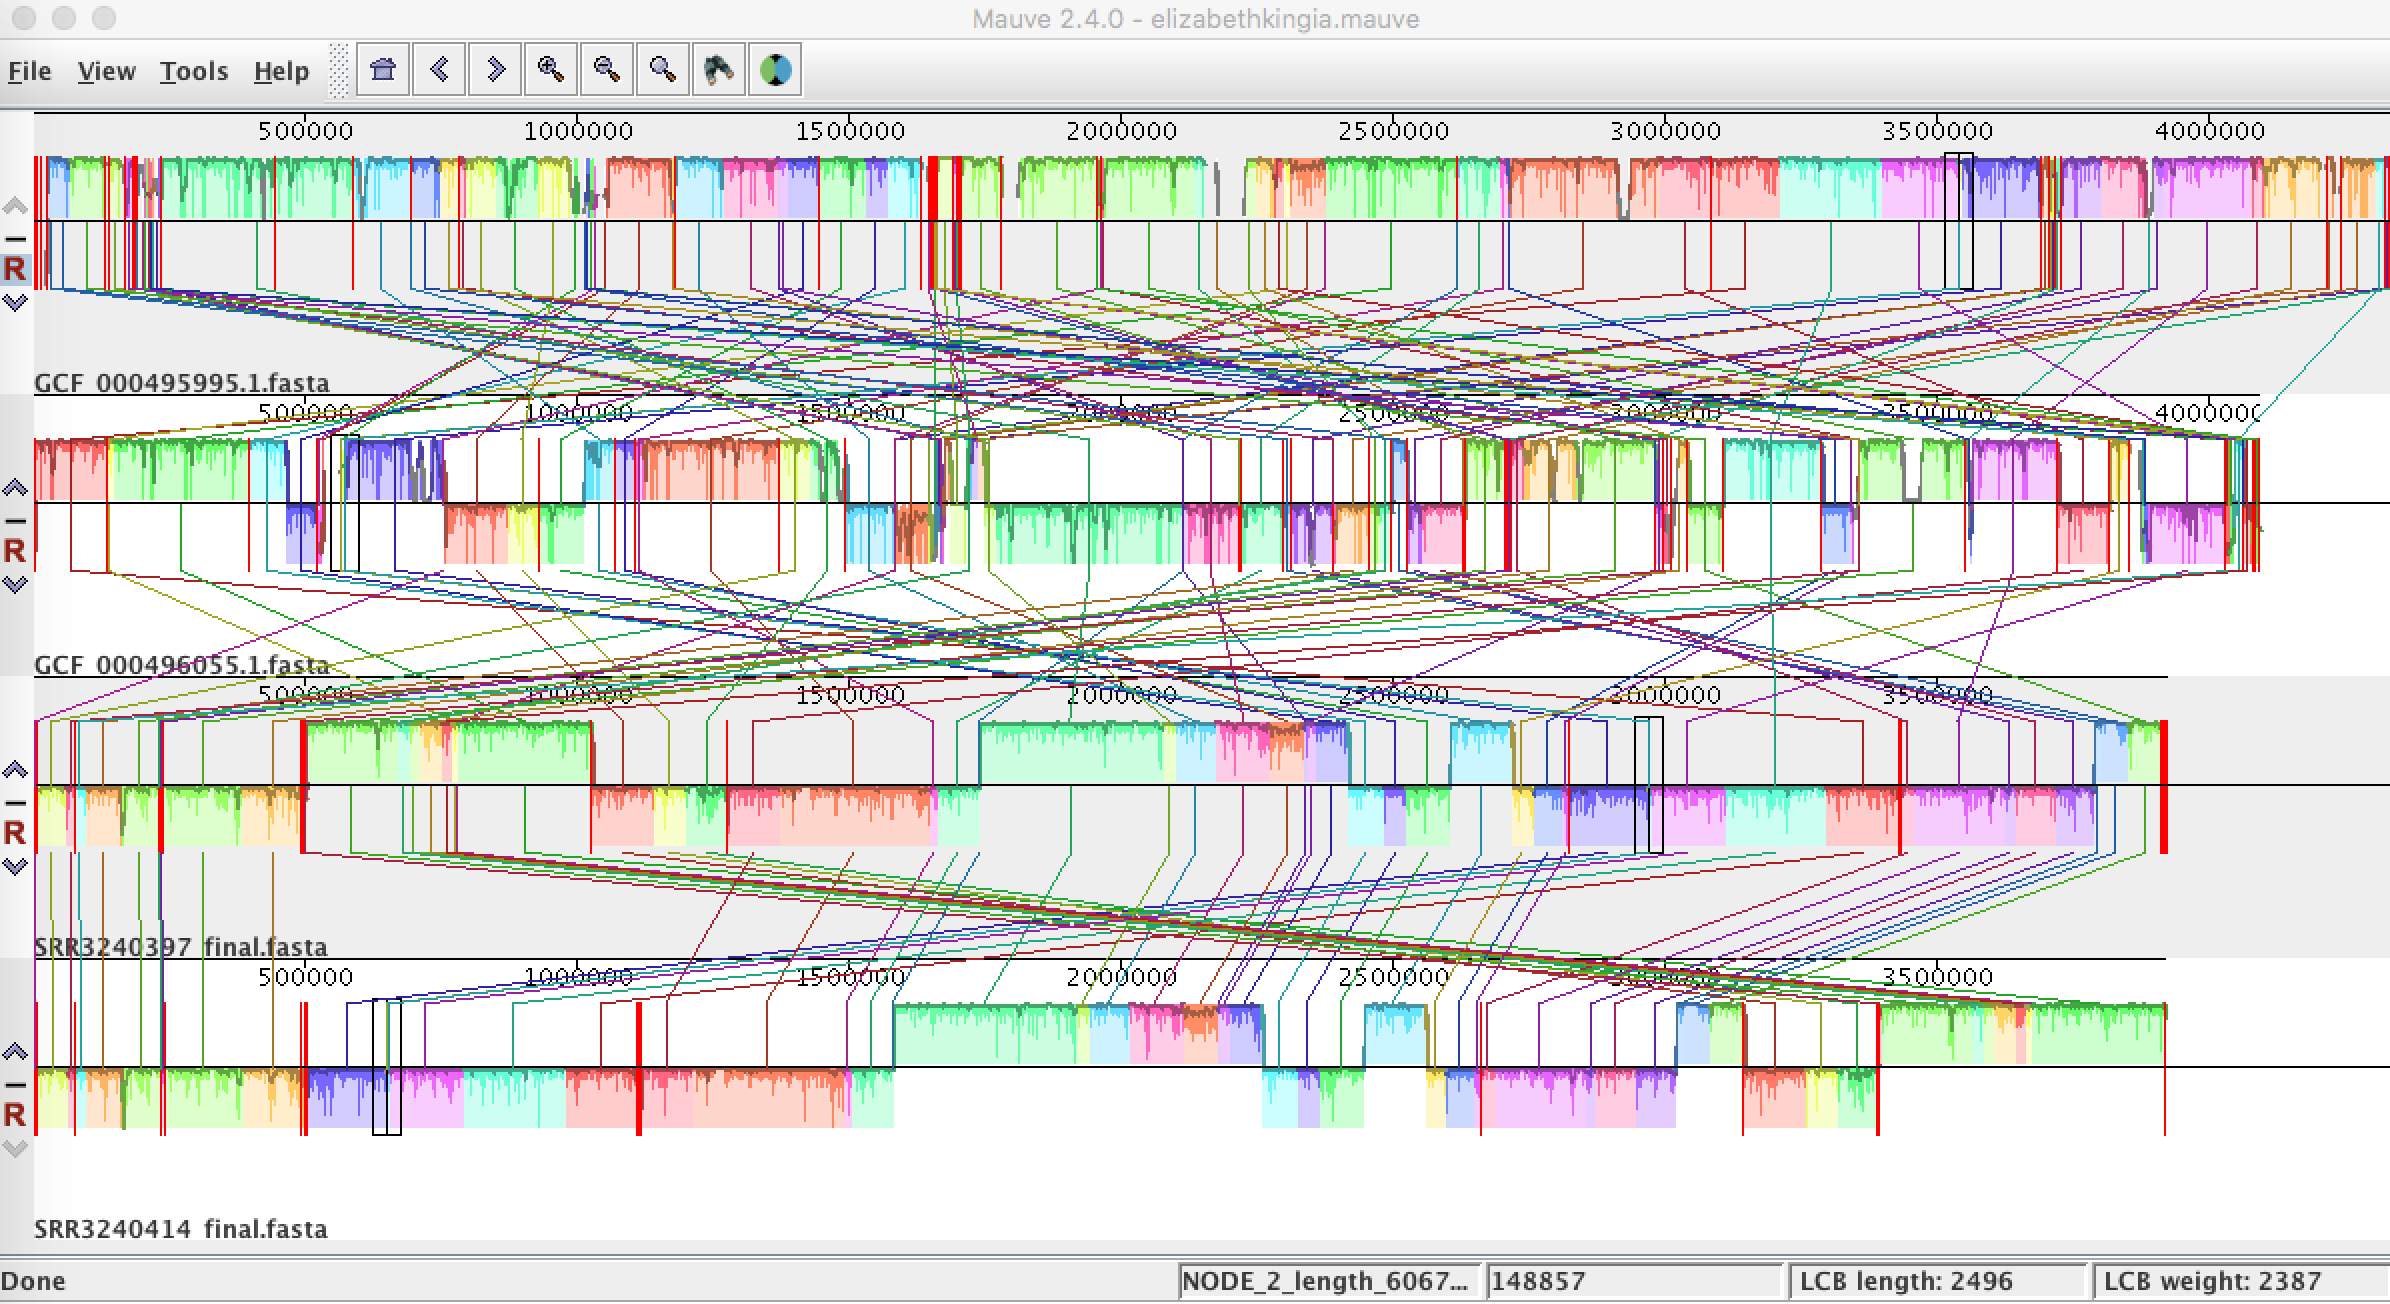 Mauve 2.4.0 - elizabethkingia.mauve
File View Tools Help
500000 1000000 1500000 2000000 2500000 3000000 3500000 4000000
R
GCF_000495995.1.fasta
500000 1000000 1500000 2000000 2500000 3000000 3500000 4000000
R
GCF_000496055.1.fasta
500000 1000000 1500000 2000000 2500000 3000000 3500000
R
SRR3240397_final.fasta
500000 1000000 1500000 2000000 2500000 3000000 3500000
R
SRR3240414_final.fasta
Done NODE_2_length_6067... 148857 LCB length: 2496 LCB weight: 2387